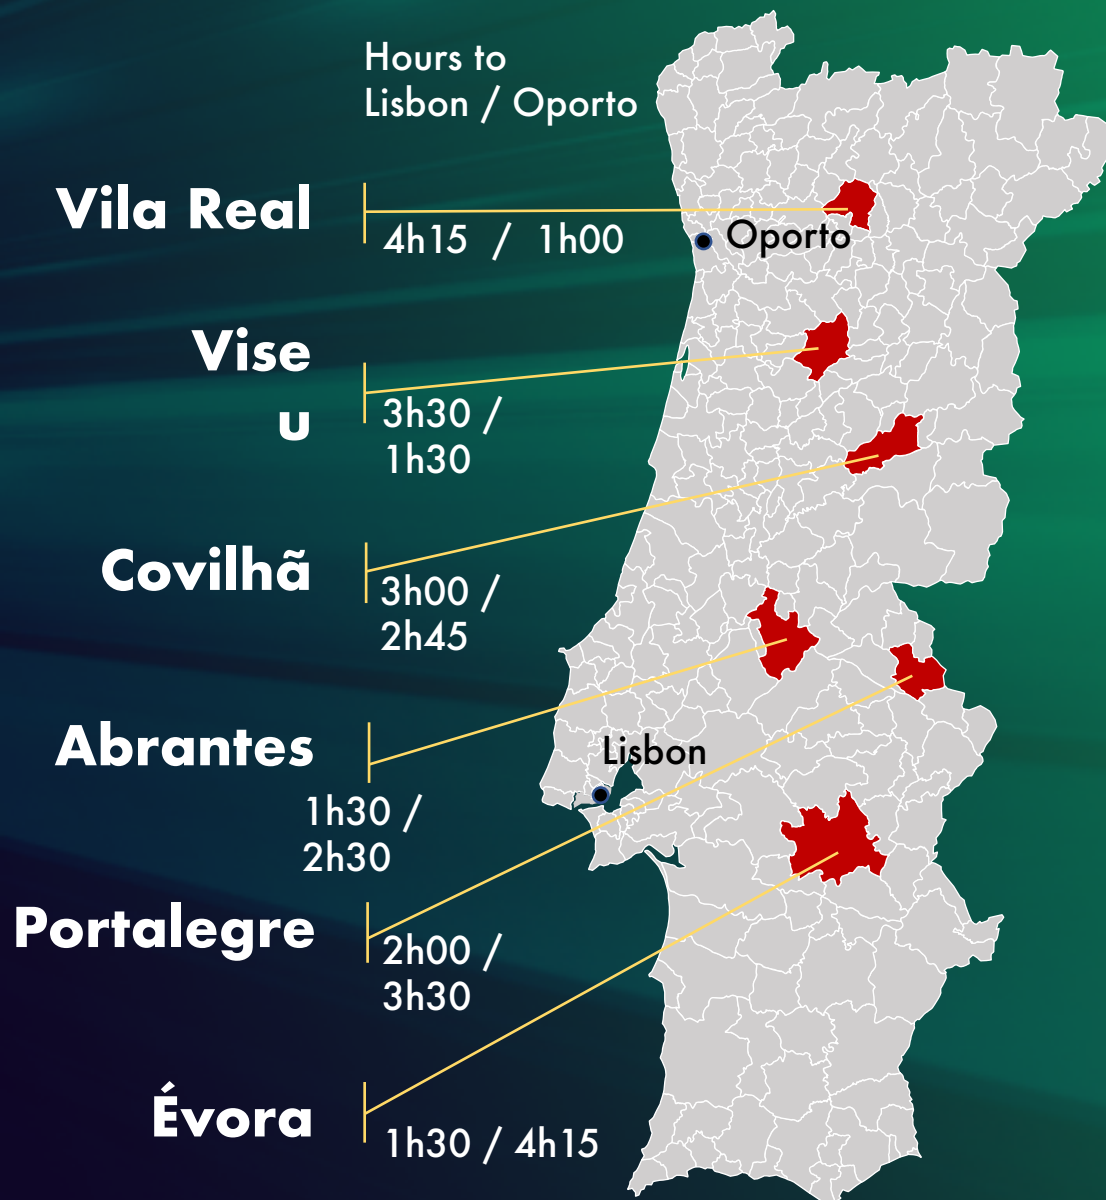 Hours to
Lisbon / Oporto
Vila Real
4h15 / 1h00
Oporto
Vise
u
3h30 /
1h30
Covilhã
3h00 /
2h45
Abrantes
1h30 /
2h30
Lisbon
Portalegre
2h00 /
3h30
Évora
1h30 / 4h15